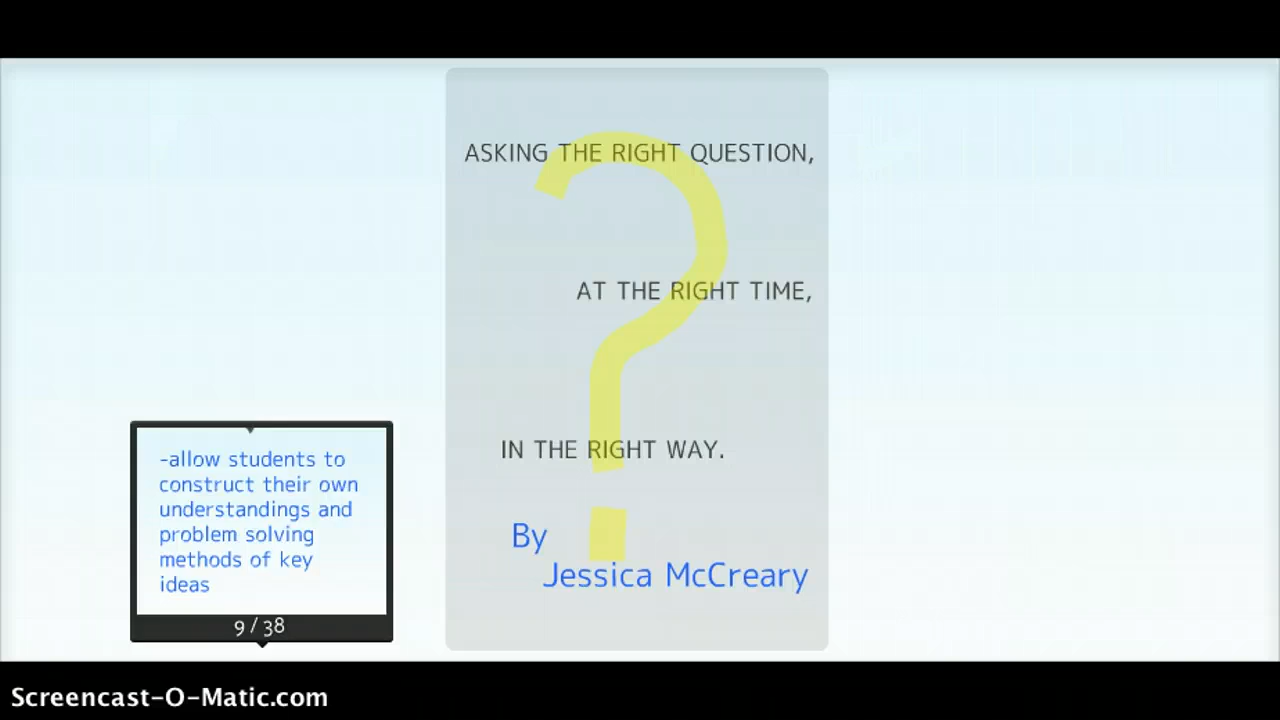 ASKING THE RIGHT QUESTION,
AT THE RIGHT TIME,
IN THE RIGHT WAY.
By
Jessica McCreary
-allow students to
construct their own
understandings and
problem solving
methods of key
ideas
9 / 38
Screencast-O-Matic.com